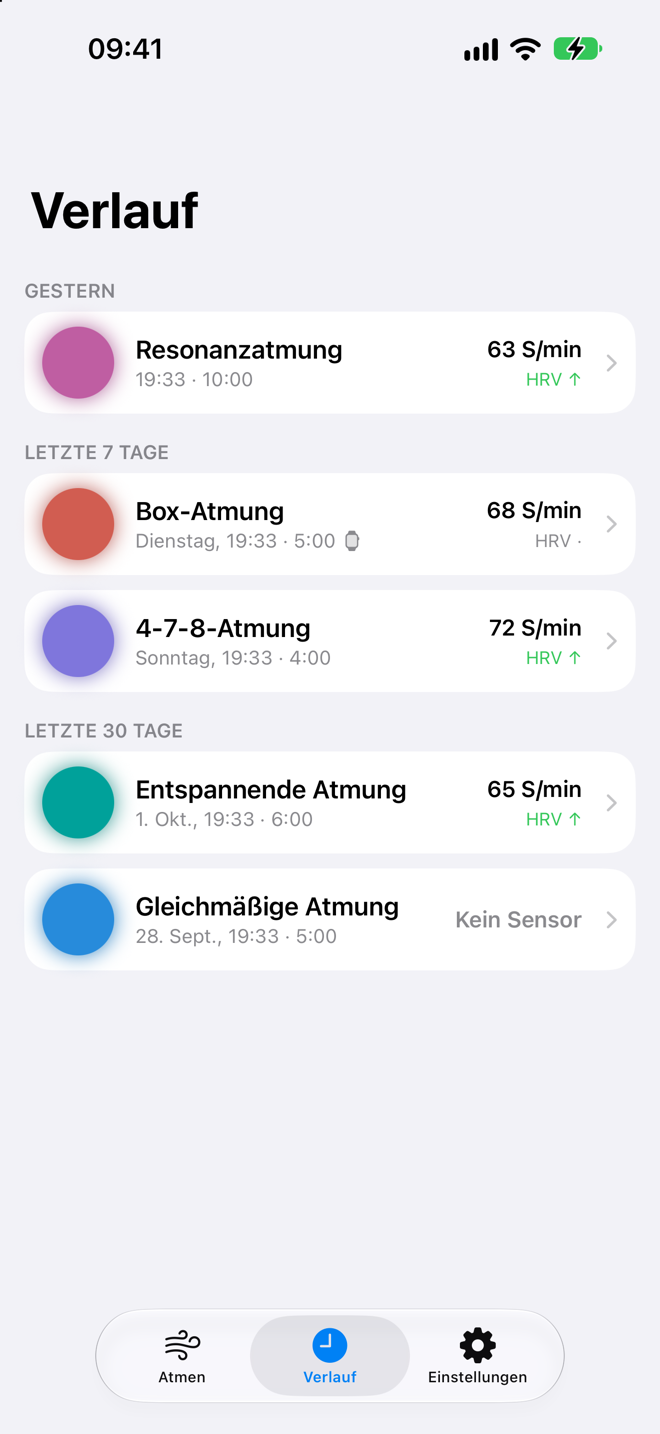 09:41
Verlauf
GESTERN
Resonanzatmung
63 S/min
19:33 · 10:00
HRV ↑
LETZTE 7 TAGE
Box-Atmung
68 S/min
Dienstag, 19:33 · 5:00
HRV ·
4-7-8-Atmung
72 S/min
Sonntag, 19:33 · 4:00
HRV ↑
LETZTE 30 TAGE
Entspannende Atmung
65 S/min
1. Okt., 19:33 · 6:00
HRV ↑
Gleichmäßige Atmung
Kein Sensor
28. Sept., 19:33 · 5:00
Atmen
Verlauf
Einstellungen